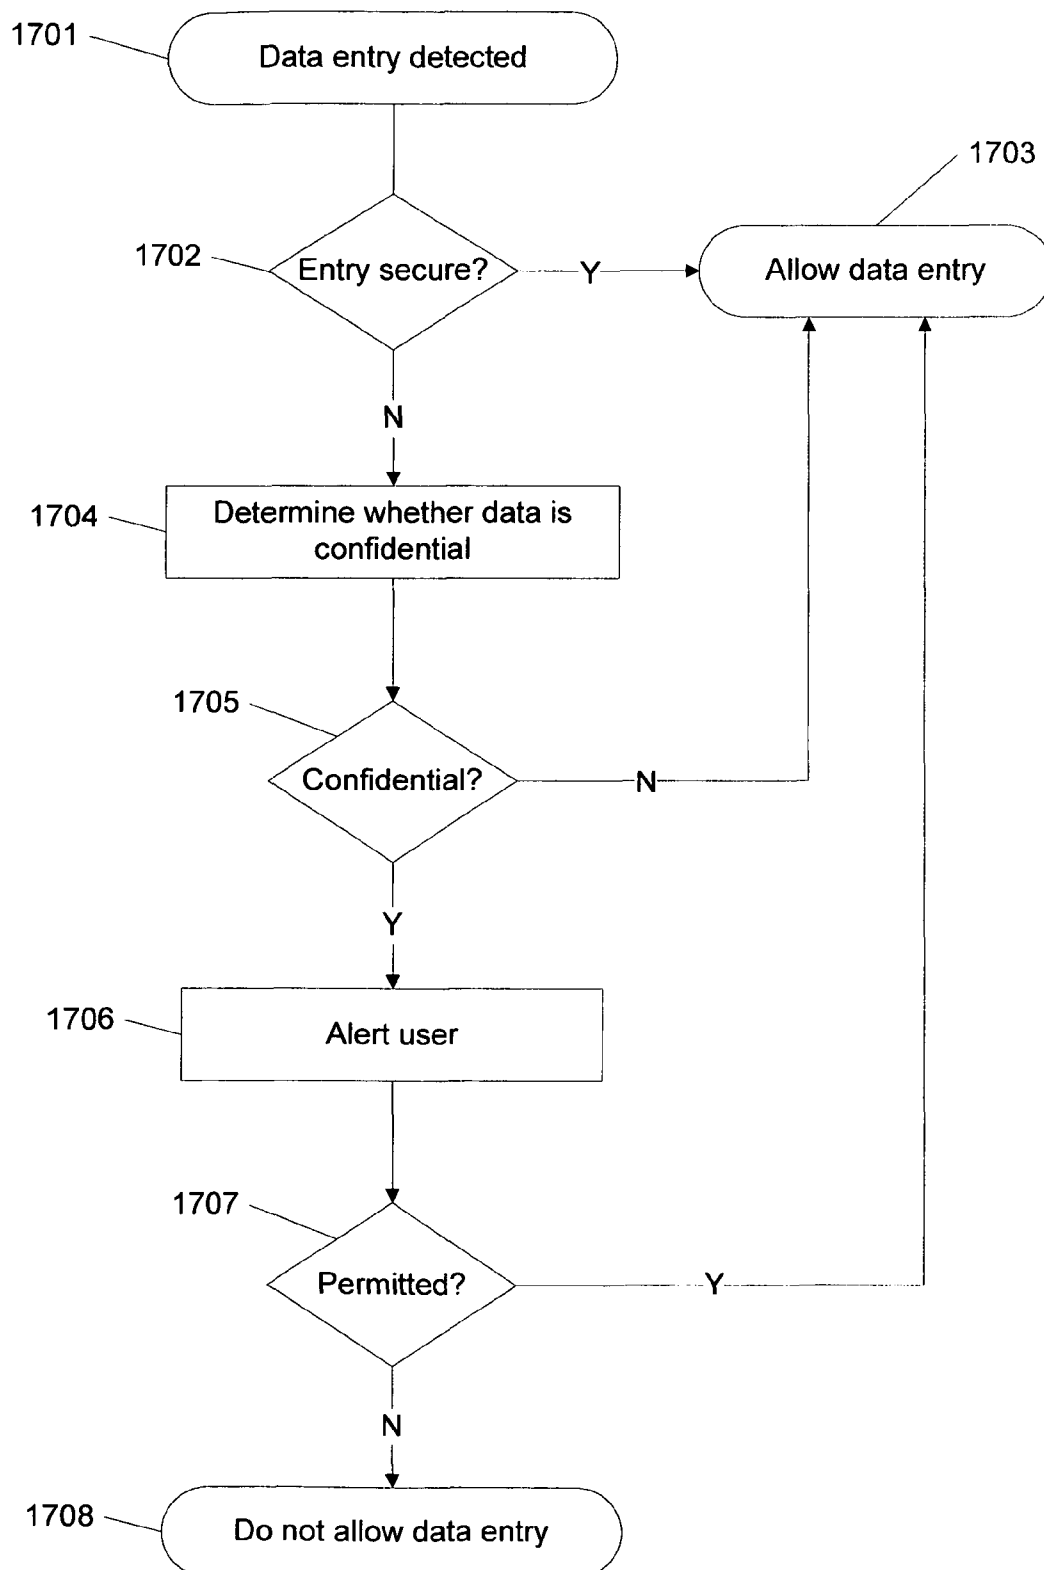 1701
Data entry detected
1703
1702
Entry secure?
Y
Allow data entry
N
1704
Determine whether data is
confidential
1705
Confidential?
N
Y
1706
Alert user
1707
Permitted?
Y
N
1708
Do not allow data entry